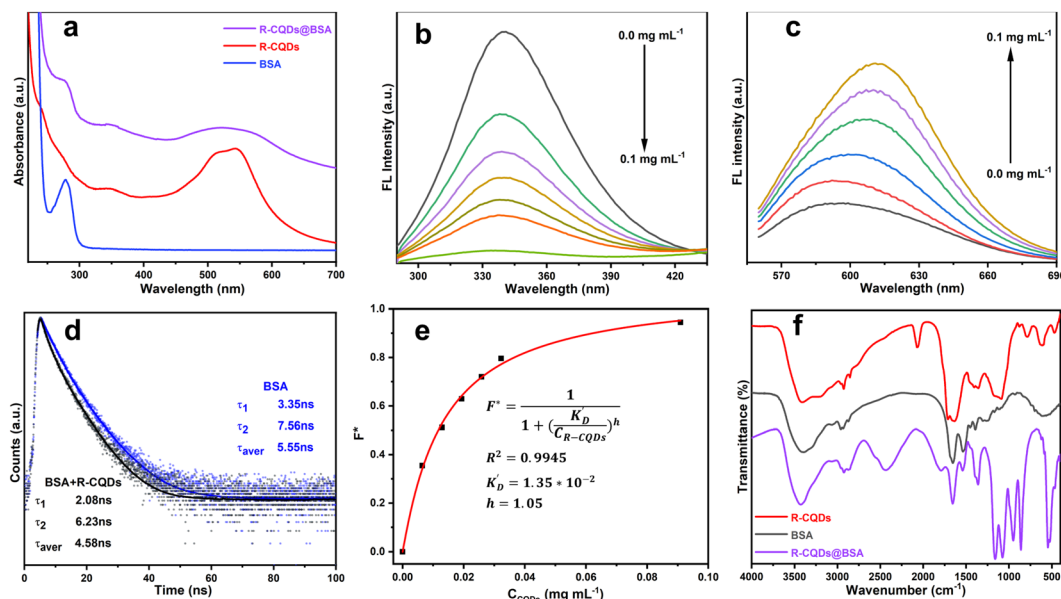 a
R-CQDs@BSA
R-CQDs
BSA
Absorbance (a.u.)
300 400 500 600 700
Wavelength (nm)
b
0.0 mg mL⁻¹
0.1 mg mL⁻¹
FL Intensity (a.u.)
300 330 360 390 420
Wavelength (nm)
c
0.1 mg mL⁻¹
0.0 mg mL⁻¹
FL intensity (a.u.)
570 600 630 660 690
Wavelength (nm)
d
BSA
τ1 3.35ns
τ2 7.56ns
τaver 5.55ns
BSA+R-CQDs
τ1 2.08ns
τ2 6.23ns
τaver 4.58ns
Counts (a.u.)
0 20 40 60 80 100
Time (ns)
e
1.0
0.8
0.6
0.4
0.2
0.0
F*
F* = 1 / (1 + (K'D / CR−CQDs)^h)
R² = 0.9945
K'D = 1.35 * 10⁻²
h = 1.05
0.00 0.02 0.04 0.06 0.08 0.10
CCQDs (mg mL⁻¹)
f
Transmittance (%)
R-CQDs
BSA
R-CQDs@BSA
4000 3500 3000 2500 2000 1500 1000 500
Wavenumber (cm⁻¹)